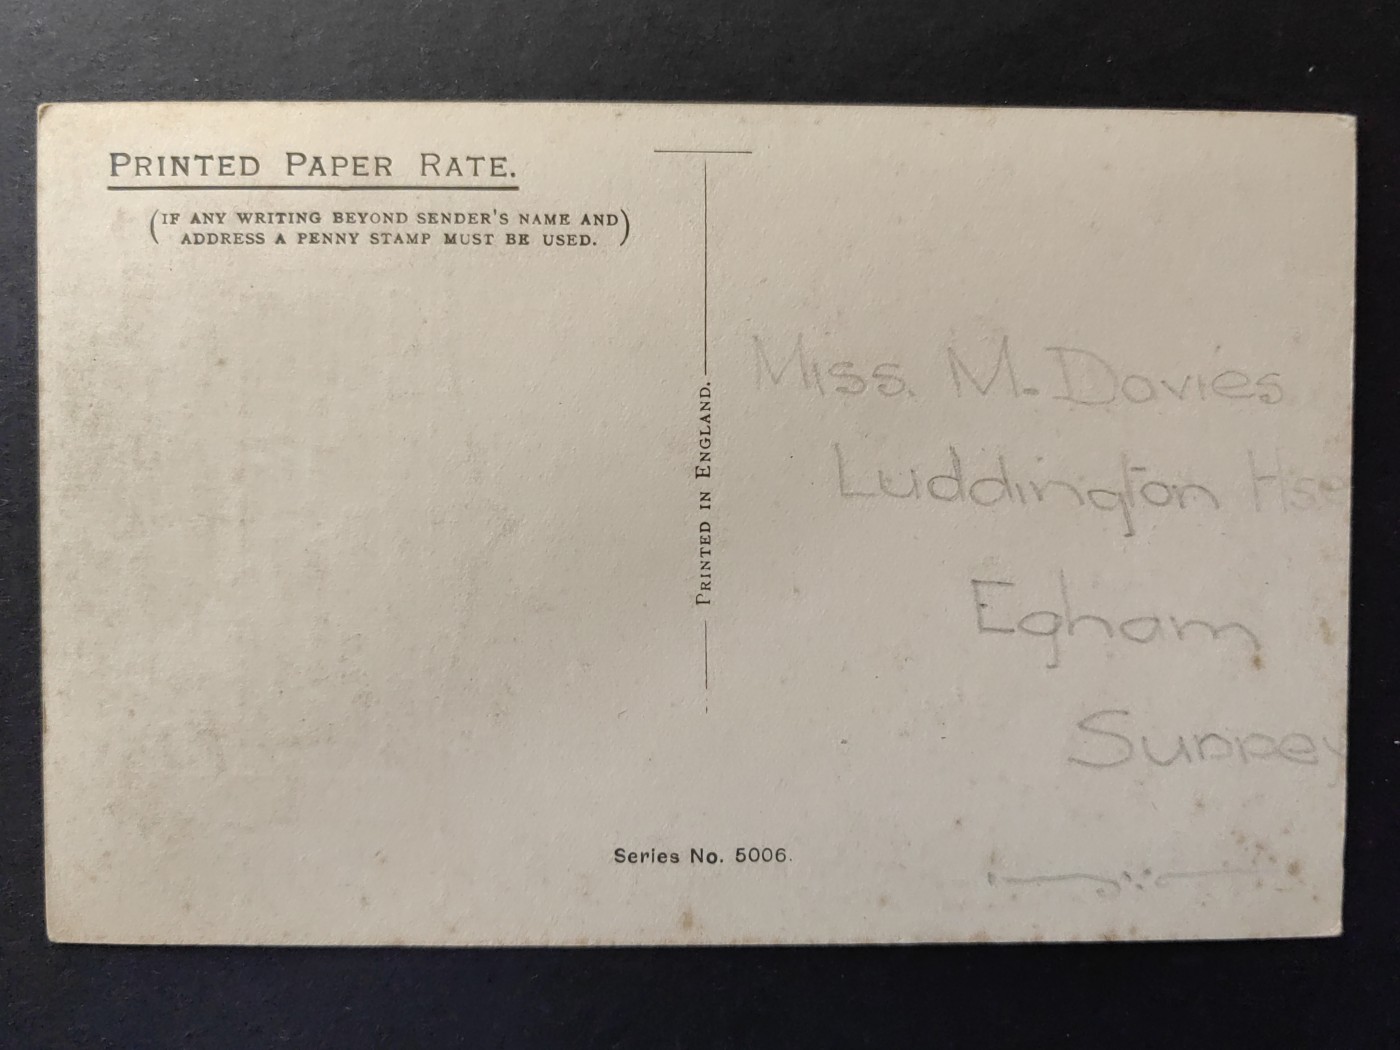 PRINTED PAPER RATE.
(IF ANY WRITING BEYOND SENDER'S NAME AND
ADDRESS A PENNY STAMP MUST BE USED.)
PRINTED IN ENGLAND.
Miss. M. Davies
Luddington Hse
Egham
Surrey
Series No. 5006.